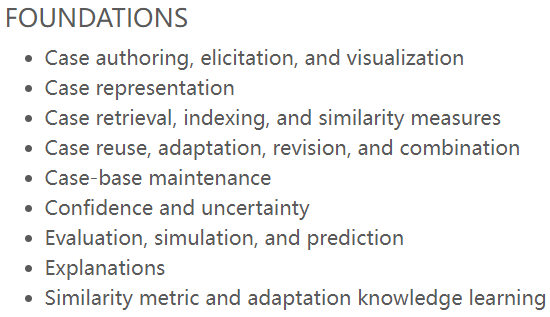 FOUNDATIONS
• Case authoring, elicitation, and visualization
• Case representation
• Case retrieval, indexing, and similarity measures
• Case reuse, adaptation, revision, and combination
• Case-base maintenance
• Confidence and uncertainty
• Evaluation, simulation, and prediction
• Explanations
• Similarity metric and adaptation knowledge learning